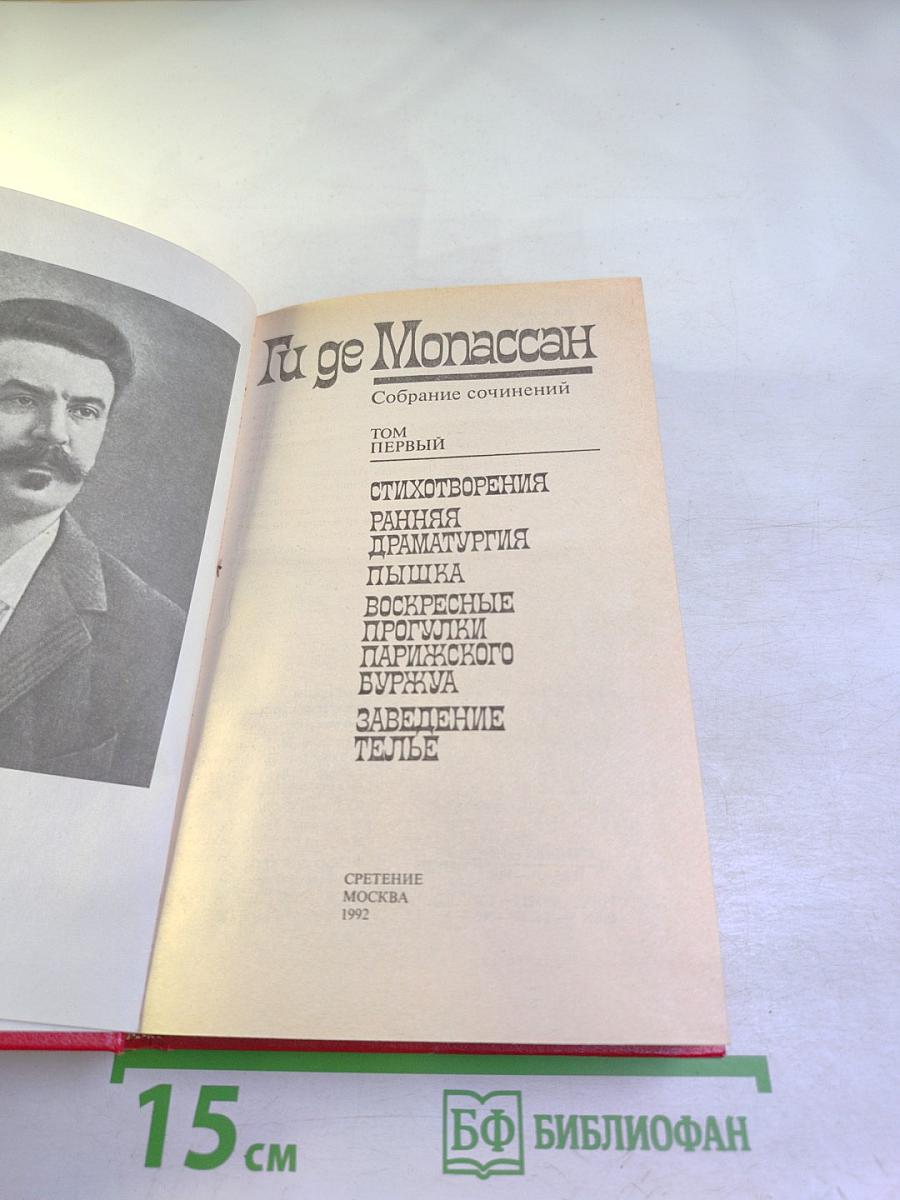 Ги де Мопассан
Собрание сочинений
ТОМ
ПЕРВЫЙ
СТИХОТВОРЕНИЯ
РАННЯЯ
ДРАМАТУРГИЯ
ПЫШКА
ВОСКРЕСНЫЕ
ПРОГУЛКИ
ПАРИЖСКОГО
БУРЖУА
ЗАВЕДЕНИЕ
ТЕЛЬЕ
СРЕТЕНИЕ
МОСКВА
1992
15 см
БФ БИБЛИОФАН